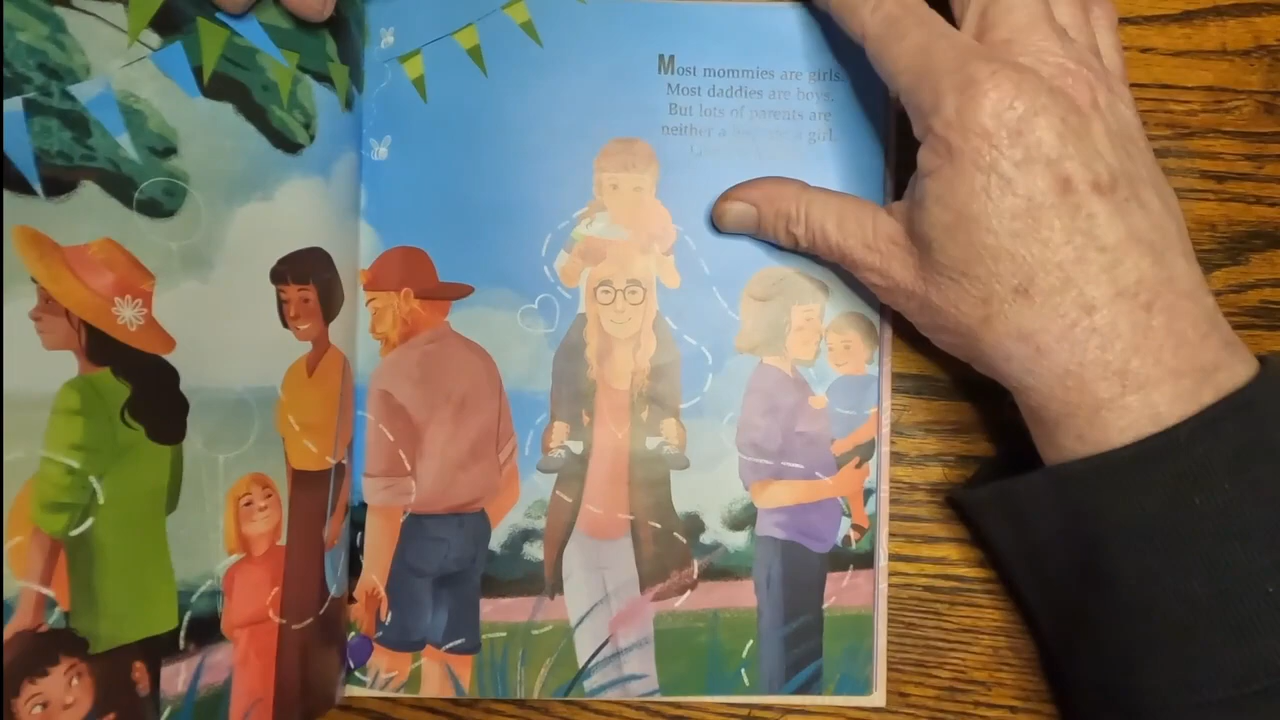 Most mommies are girls.
Most daddies are boys.
But lots of parents are
neither a boy nor a girl.